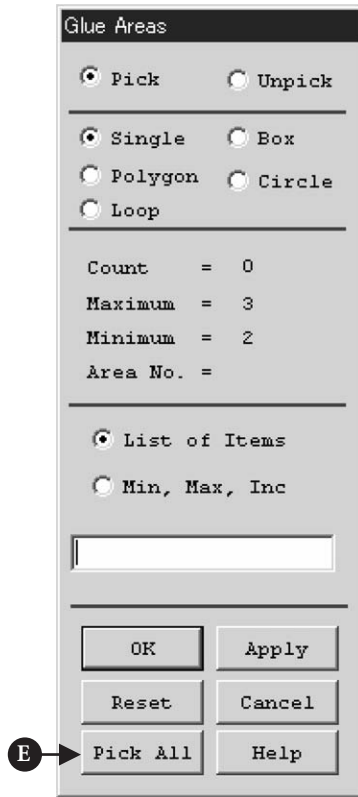 Glue Areas
Pick Unpick
Single Box
Polygon Circle
Loop
Count = 0
Maximum = 3
Minimum = 2
Area No. =
List of Items
Min, Max, Inc
OK Apply
Reset Cancel
E Pick All Help